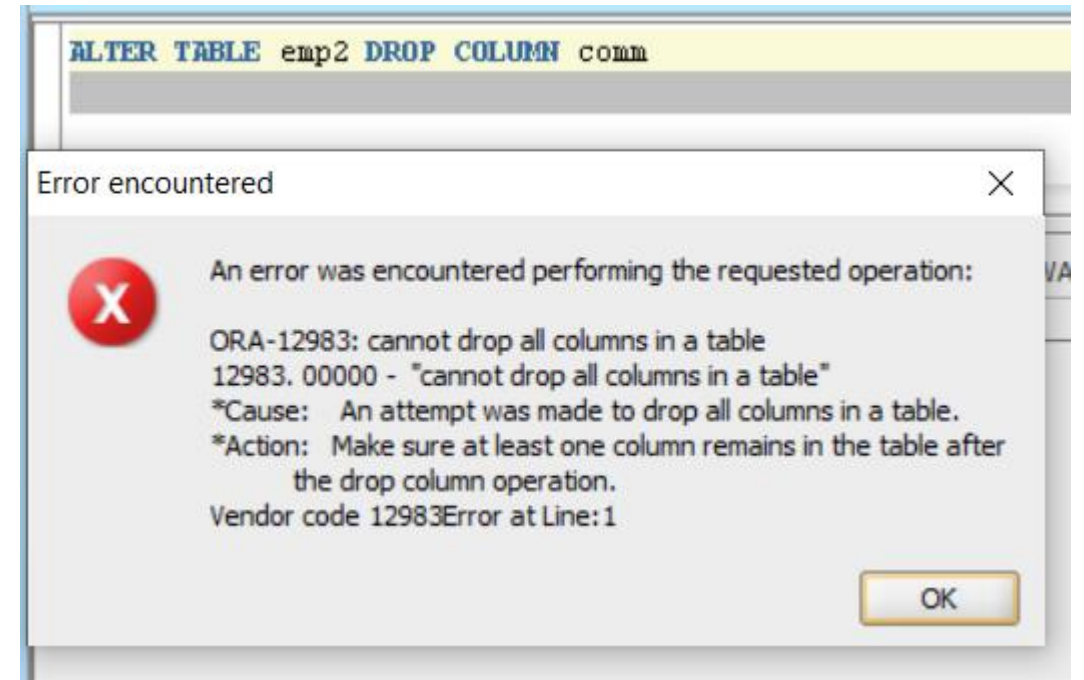 ALTER TABLE emp2 DROP COLUMN comm
Error encountered
An error was encountered performing the requested operation:
ORA-12983: cannot drop all columns in a table
12983. 00000 - "cannot drop all columns in a table"
*Cause: An attempt was made to drop all columns in a table.
*Action: Make sure at least one column remains in the table after
the drop column operation.
Vendor code 12983Error at Line:1
OK